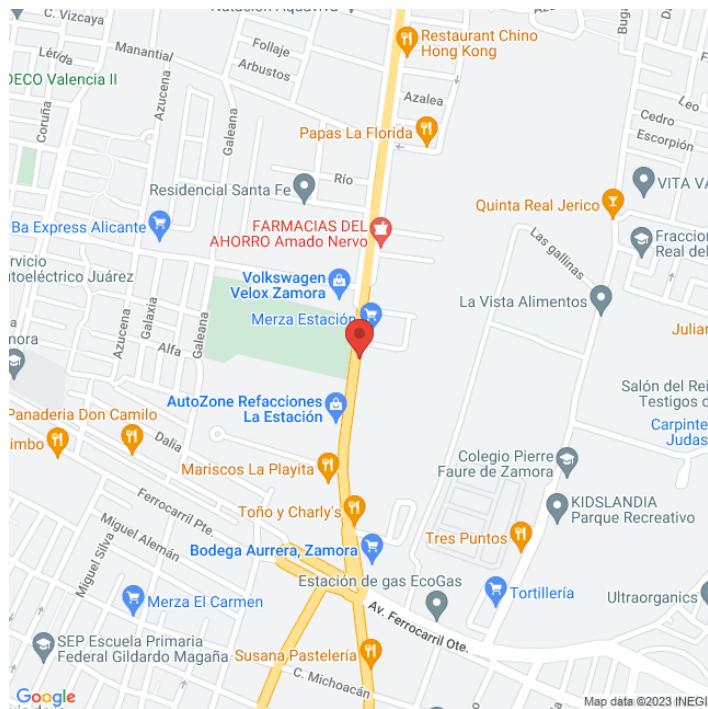 Natación Aquaviva
C. Vizcaya
Restaurant Chino
Hong Kong
Follaje
Manantial
Lérida
Arbustos
DECO Valencia II
Azucena
Galeana
Coruña
Azalea
Papas La Florida
Leo
Cedro
Escorpión
Río
Residencial Santa Fe
VITA VA
Quinta Real Jerico
Ba Express Alicante
FARMACIAS DEL
AHORRO Amado Nervo
Las gallinas
Fraccion
Real del
ervicio
utoeléctrico Juárez
Volkswagen
Velox Zamora
La Vista Alimentos
Merza Estación
Azucena
Galaxia
Galeana
Alfa
mora
Julian
AutoZone Refacciones
La Estación
Salón del Rei
Testigos d
Panaderia Don Camilo
imbo
Dalia
Carpinte
Judas
Mariscos La Playita
Colegio Pierre
Faure de Zamora
Ferrocarril Pte.
Toño y Charly's
KIDSLANDIA
Parque Recreativo
Miguel Alemán
Miguel Silva
Bodega Aurrera, Zamora
Tres Puntos
Estación de gas EcoGas
Merza El Carmen
Tortillería
Ultraorganics
Av. Ferrocarril Ote.
SEP Escuela Primaria
Federal Gildardo Magaña
Susana Pastelería
C. Michoacán
Google
Map data ©2023 INEGI